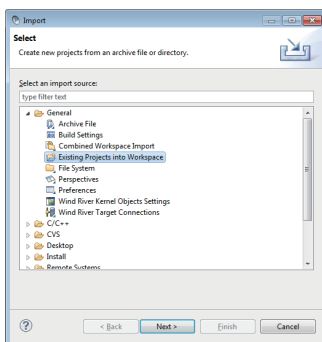 Import
Select
Create new projects from an archive file or directory.
Select an import source:
type filter text
General
Archive File
Build Settings
Combined Workspace Import
Existing Projects into Workspace
File System
Perspectives
Preferences
Wind River Kernel Objects Settings
Wind River Target Connections
C/C++
CVS
Desktop
Install
Remote Systems
?
< Back
Next >
Finish
Cancel